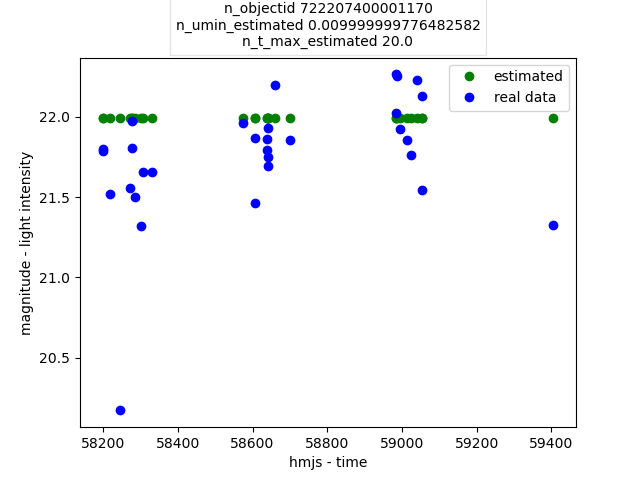 n_objectid 722207400001170
n_umin_estimated 0.009999999776482582
n_t_max_estimated 20.0
estimated
real data
22.0
21.5
21.0
20.5
magnitude - light intensity
58200 58400 58600 58800 59000 59200 59400
hmjs - time